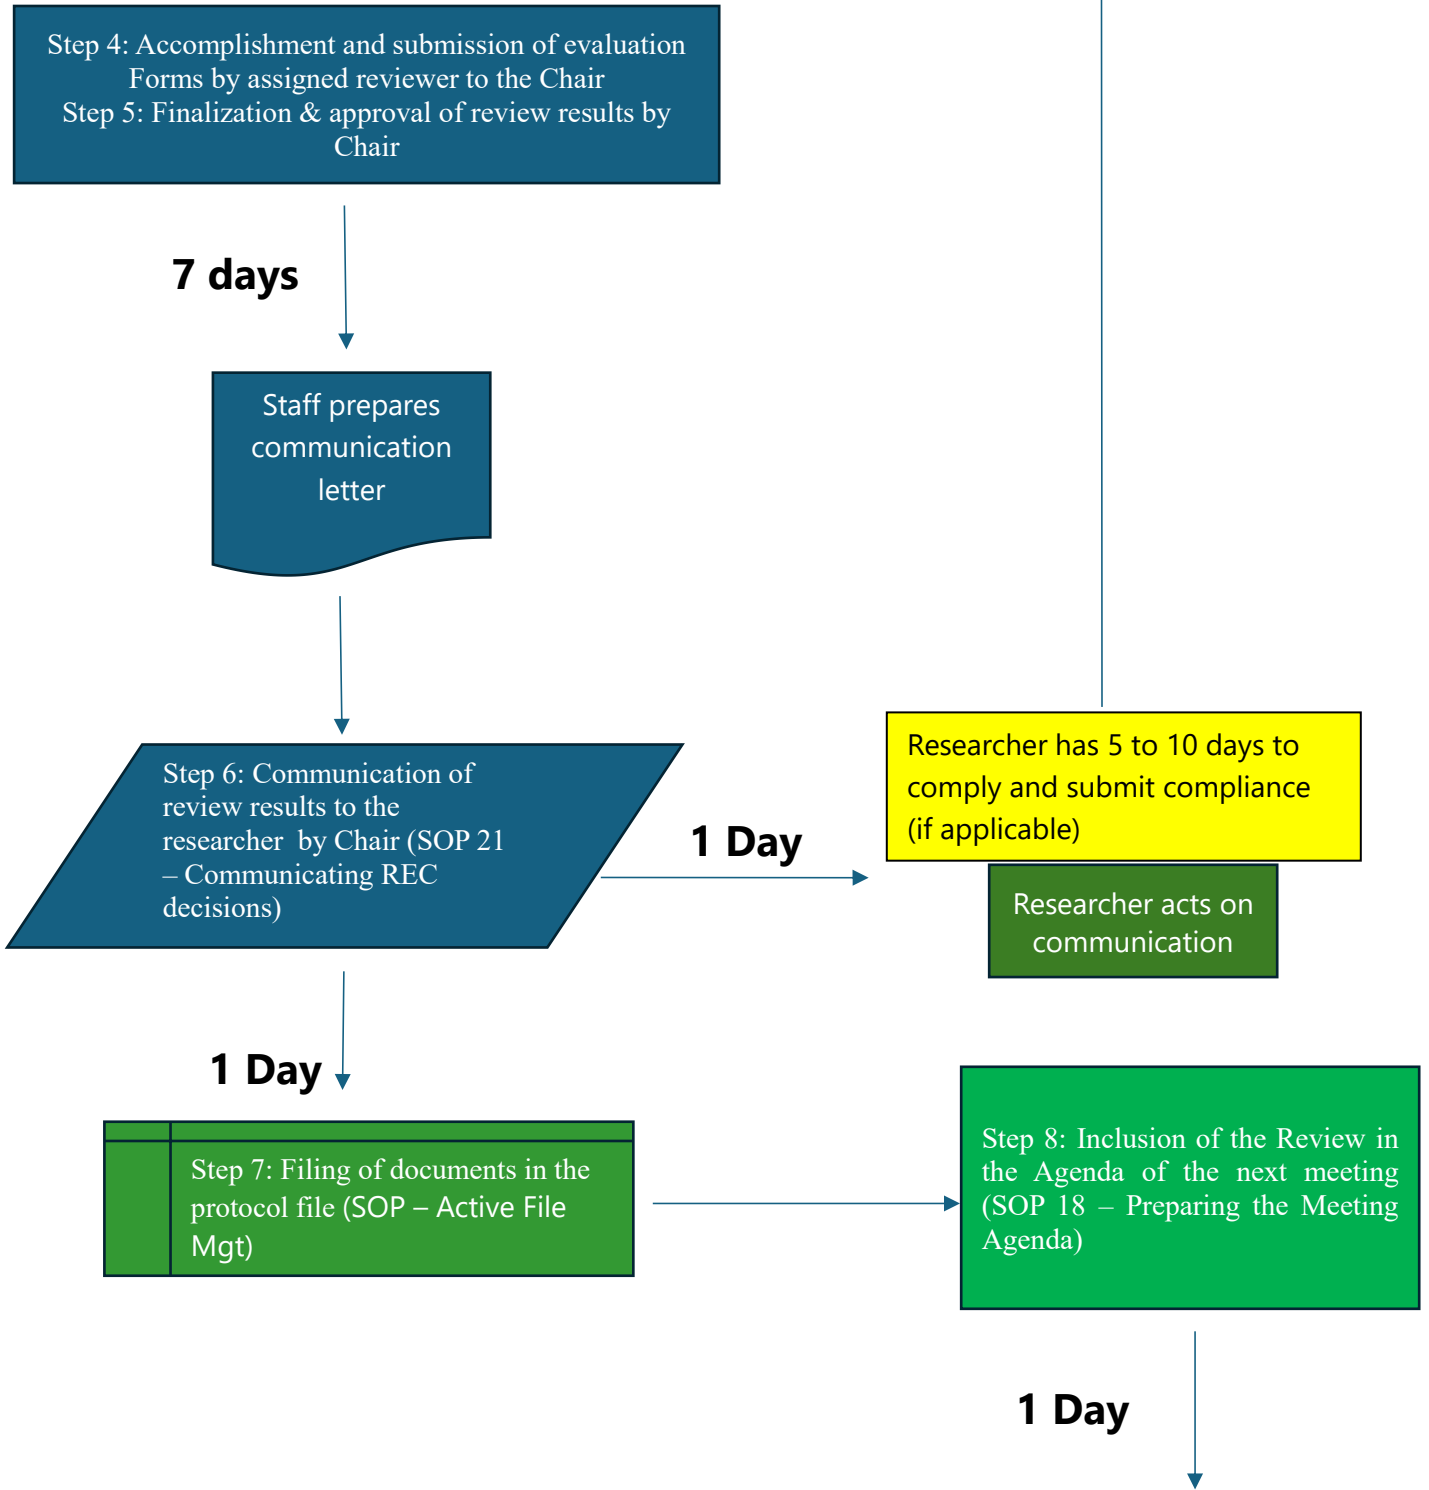 Step 4: Accomplishment and submission of evaluation
Forms by assigned reviewer to the Chair
Step 5: Finalization & approval of review results by
Chair
7 days
Staff prepares
communication
letter
Step 6: Communication of
review results to the
researcher  by Chair (SOP 21
– Communicating REC
decisions)
1 Day
Researcher has 5 to 10 days to
comply and submit compliance
(if applicable)
Researcher acts on
communication
1 Day
Step 7: Filing of documents in the
protocol file (SOP – Active File
Mgt)
Step 8: Inclusion of the Review in
the Agenda of the next meeting
(SOP 18 – Preparing the Meeting
Agenda)
1 Day